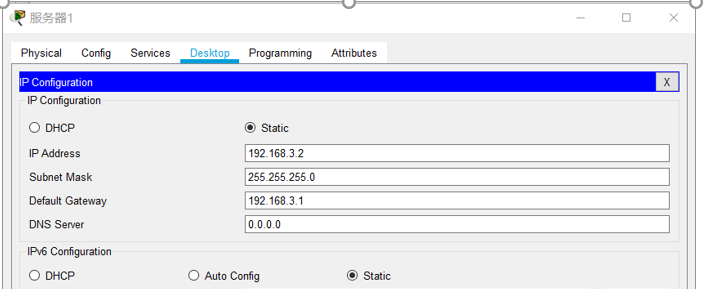 服务器1
Physical Config Services Desktop Programming Attributes
IP Configuration X
IP Configuration
DHCP Static
IP Address 192.168.3.2
Subnet Mask 255.255.255.0
Default Gateway 192.168.3.1
DNS Server 0.0.0.0
IPv6 Configuration
DHCP Auto Config Static